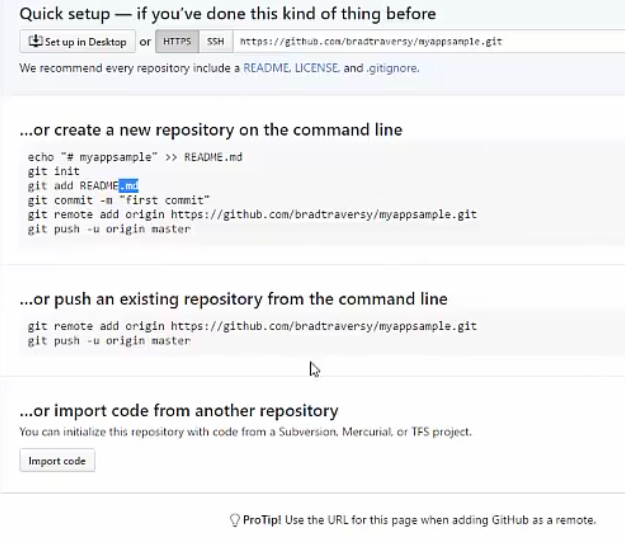 Quick setup — if you've done this kind of thing before
Set up in Desktop or HTTPS SSH https://github.com/bradtraversy/myappsample.git
We recommend every repository include a README, LICENSE, and .gitignore.
...or create a new repository on the command line
echo "# myappsample" >> README.md
git init
git add README.md
git commit -m "first commit"
git remote add origin https://github.com/bradtraversy/myappsample.git
git push -u origin master
...or push an existing repository from the command line
git remote add origin https://github.com/bradtraversy/myappsample.git
git push -u origin master
...or import code from another repository
You can initialize this repository with code from a Subversion, Mercurial, or TFS project.
Import code
ProTip! Use the URL for this page when adding GitHub as a remote.